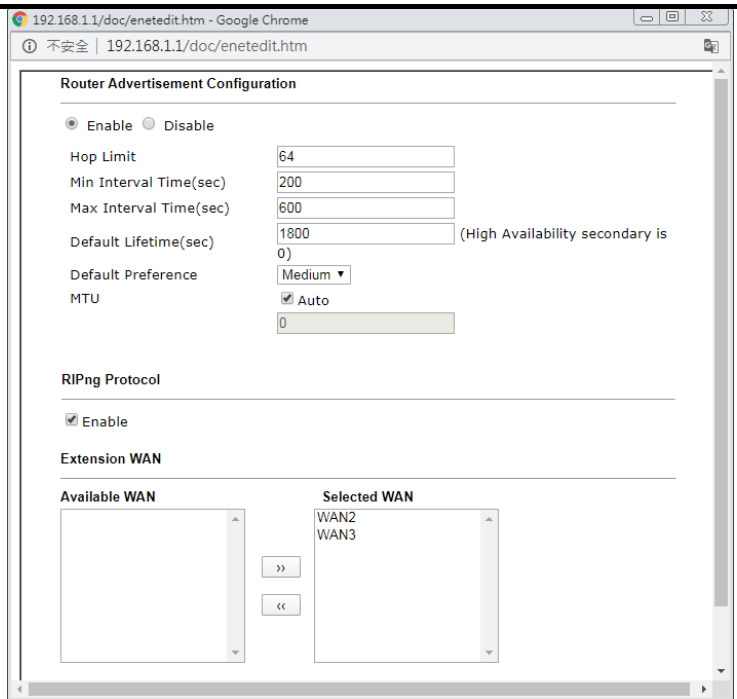 192.168.1.1/doc/enetedit.htm - Google Chrome
不安全 | 192.168.1.1/doc/enetedit.htm
Router Advertisement Configuration
Enable Disable
Hop Limit 64
Min Interval Time(sec) 200
Max Interval Time(sec) 600
Default Lifetime(sec) 1800 (High Availability secondary is
0)
Default Preference Medium
MTU Auto
0
RIPng Protocol
Enable
Extension WAN
Available WAN Selected WAN
WAN2
WAN3
>>
<<